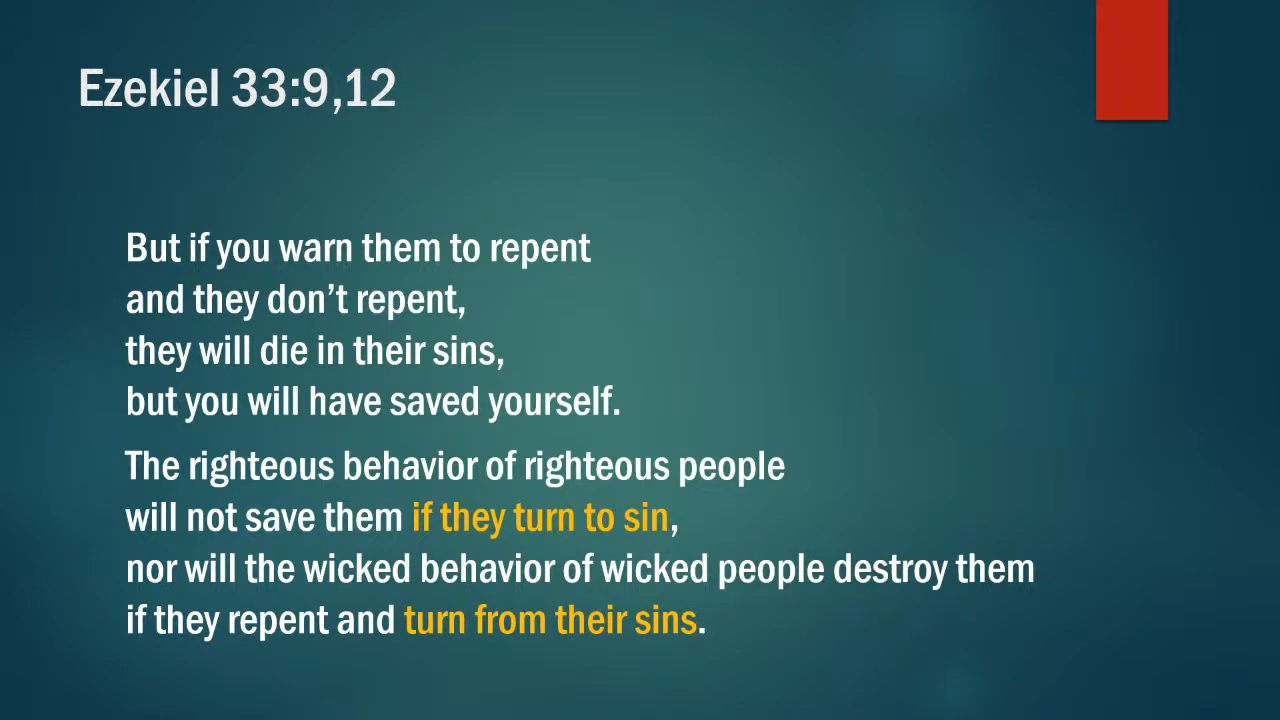 Ezekiel 33:9,12
But if you warn them to repent
and they don’t repent,
they will die in their sins,
but you will have saved yourself.
The righteous behavior of righteous people
will not save them if they turn to sin,
nor will the wicked behavior of wicked people destroy them
if they repent and turn from their sins.